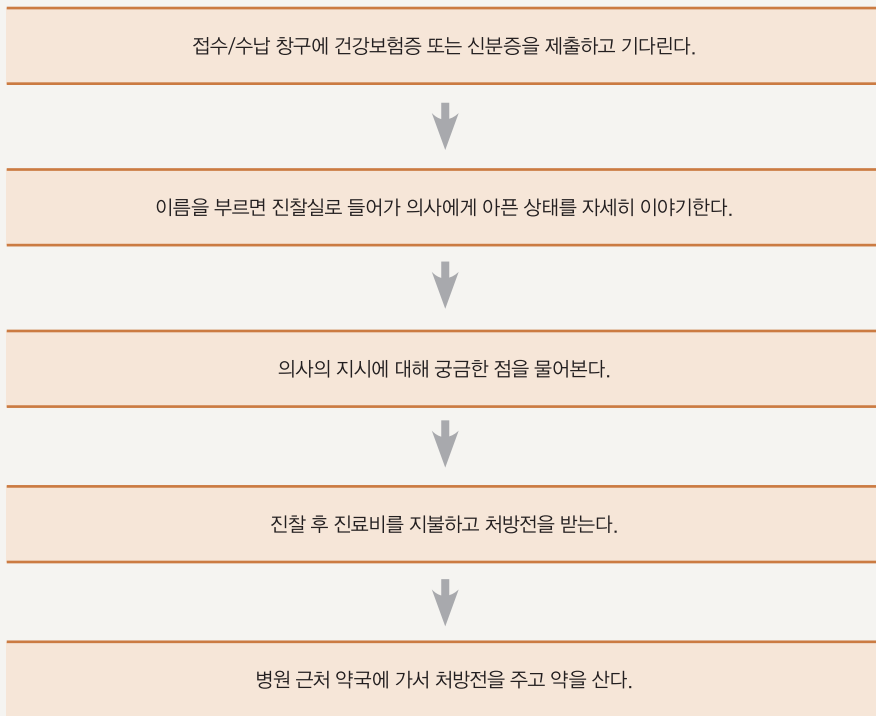 접수/수납 창구에 건강보험증 또는 신분증을 제출하고 기다린다.
이름을 부르면 진찰실로 들어가 의사에게 아픈 상태를 자세히 이야기한다.
의사의 지시에 대해 궁금한 점을 물어본다.
진찰 후 진료비를 지불하고 처방전을 받는다.
병원 근처 약국에 가서 처방전을 주고 약을 산다.